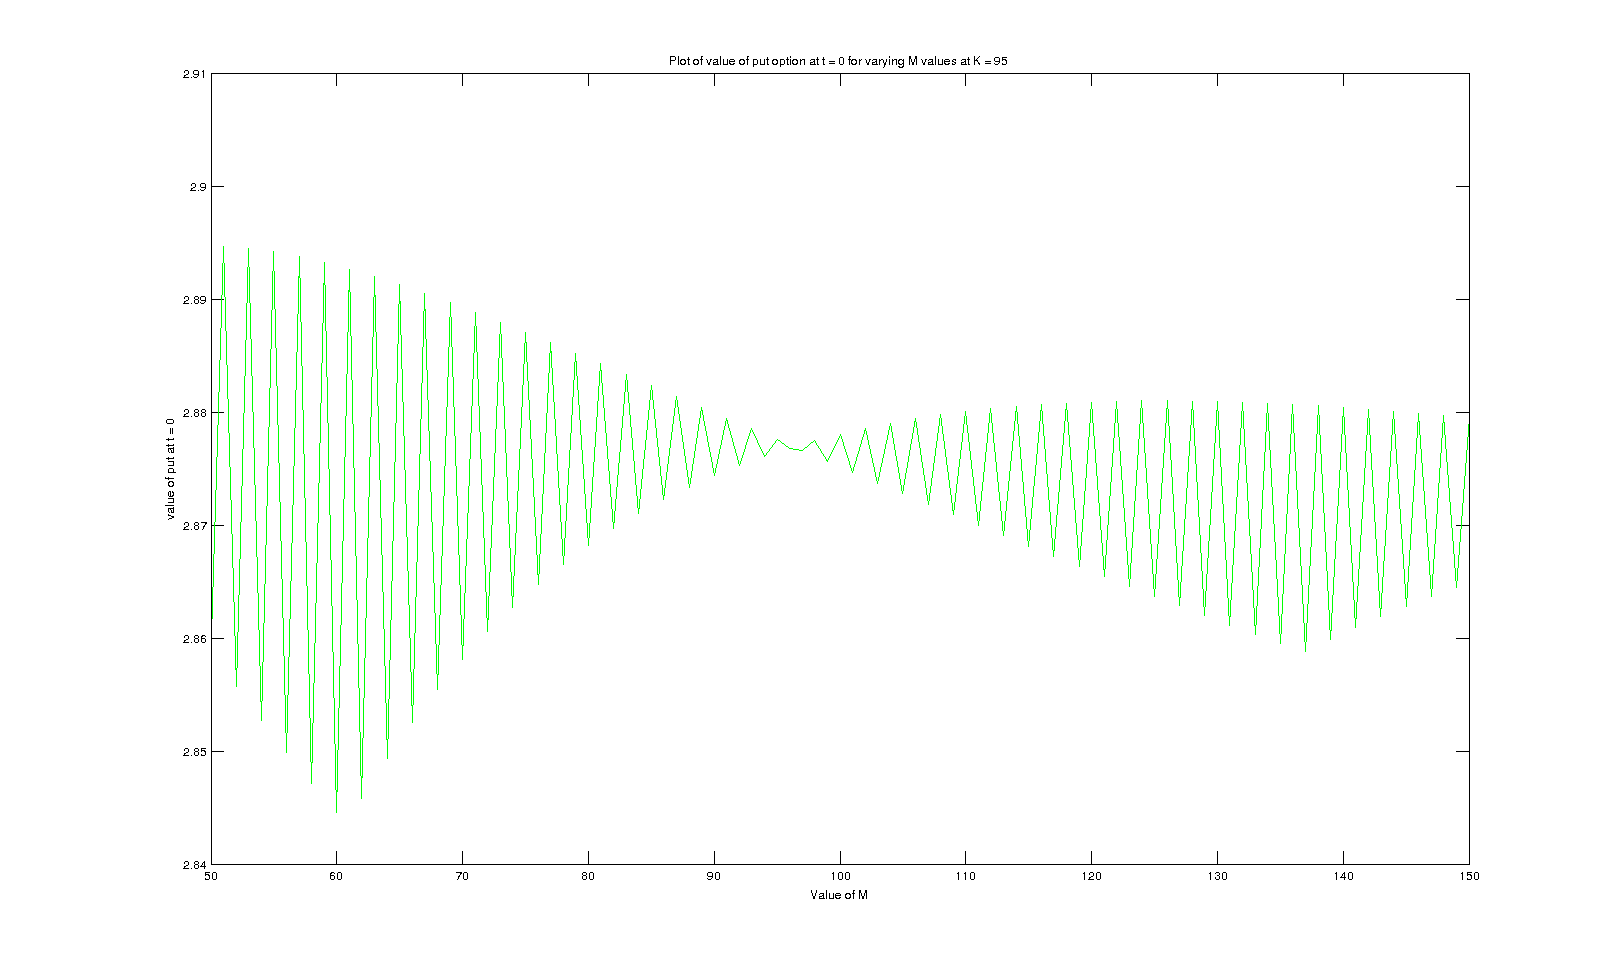 Plot of value of put option at t = 0 for varying M values at K = 95
2.91
2.9
2.89
2.88
2.87
2.86
2.85
2.84
value of put at t = 0
50 60 70 80 90 100 110 120 130 140 150
Value of M